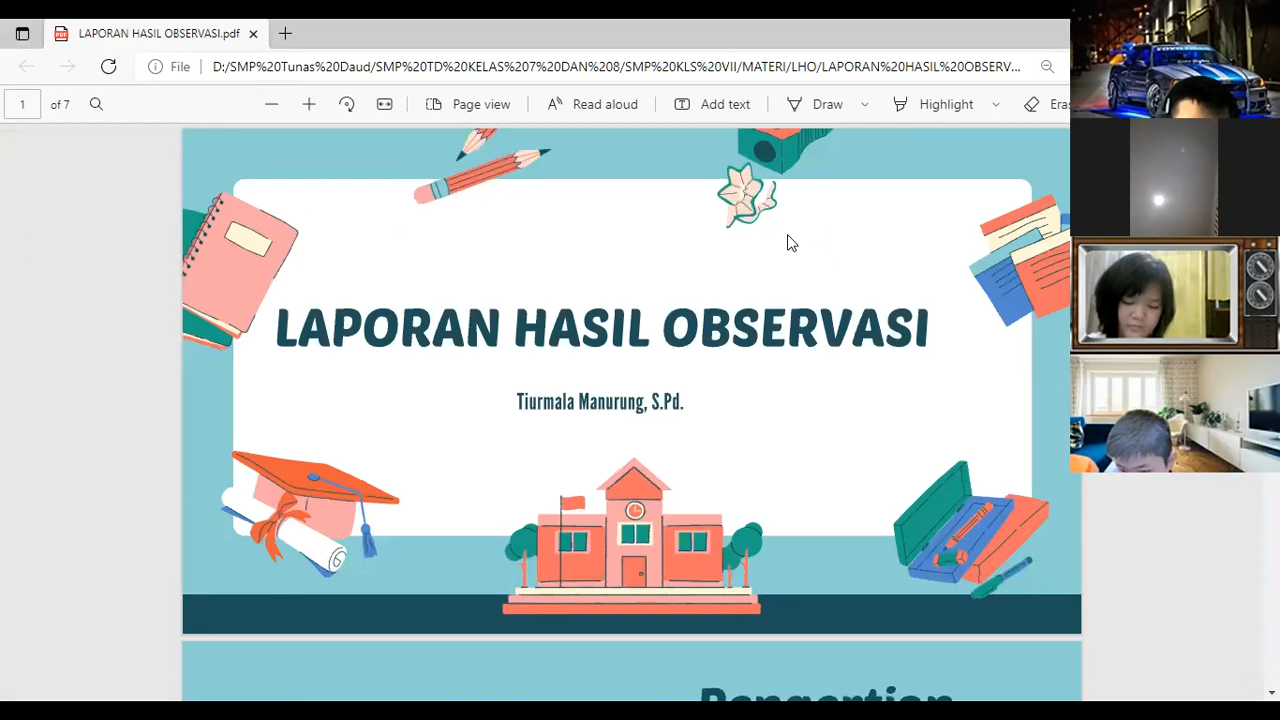 LAPORAN HASIL OBSERVASI.pdf
File
D:/SMP%20Tunas%20Daud/SMP%20TD%20KELAS%207%20DAN%208/SMP%20KLS%20VII/MATERI/LHO/LAPORAN%20HASIL%20OBSERV...
1 of 7
Page view
Read aloud
Add text
Draw
Highlight
Eras
LAPORAN HASIL OBSERVASI
Tiurmala Manurung, S.Pd.
Pengertian